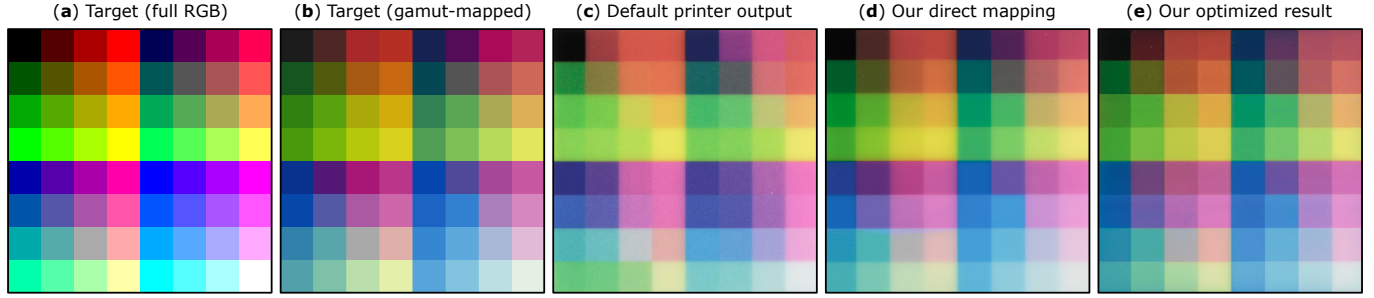 (a) Target (full RGB) (b) Target (gamut-mapped) (c) Default printer output (d) Our direct mapping (e) Our optimized result